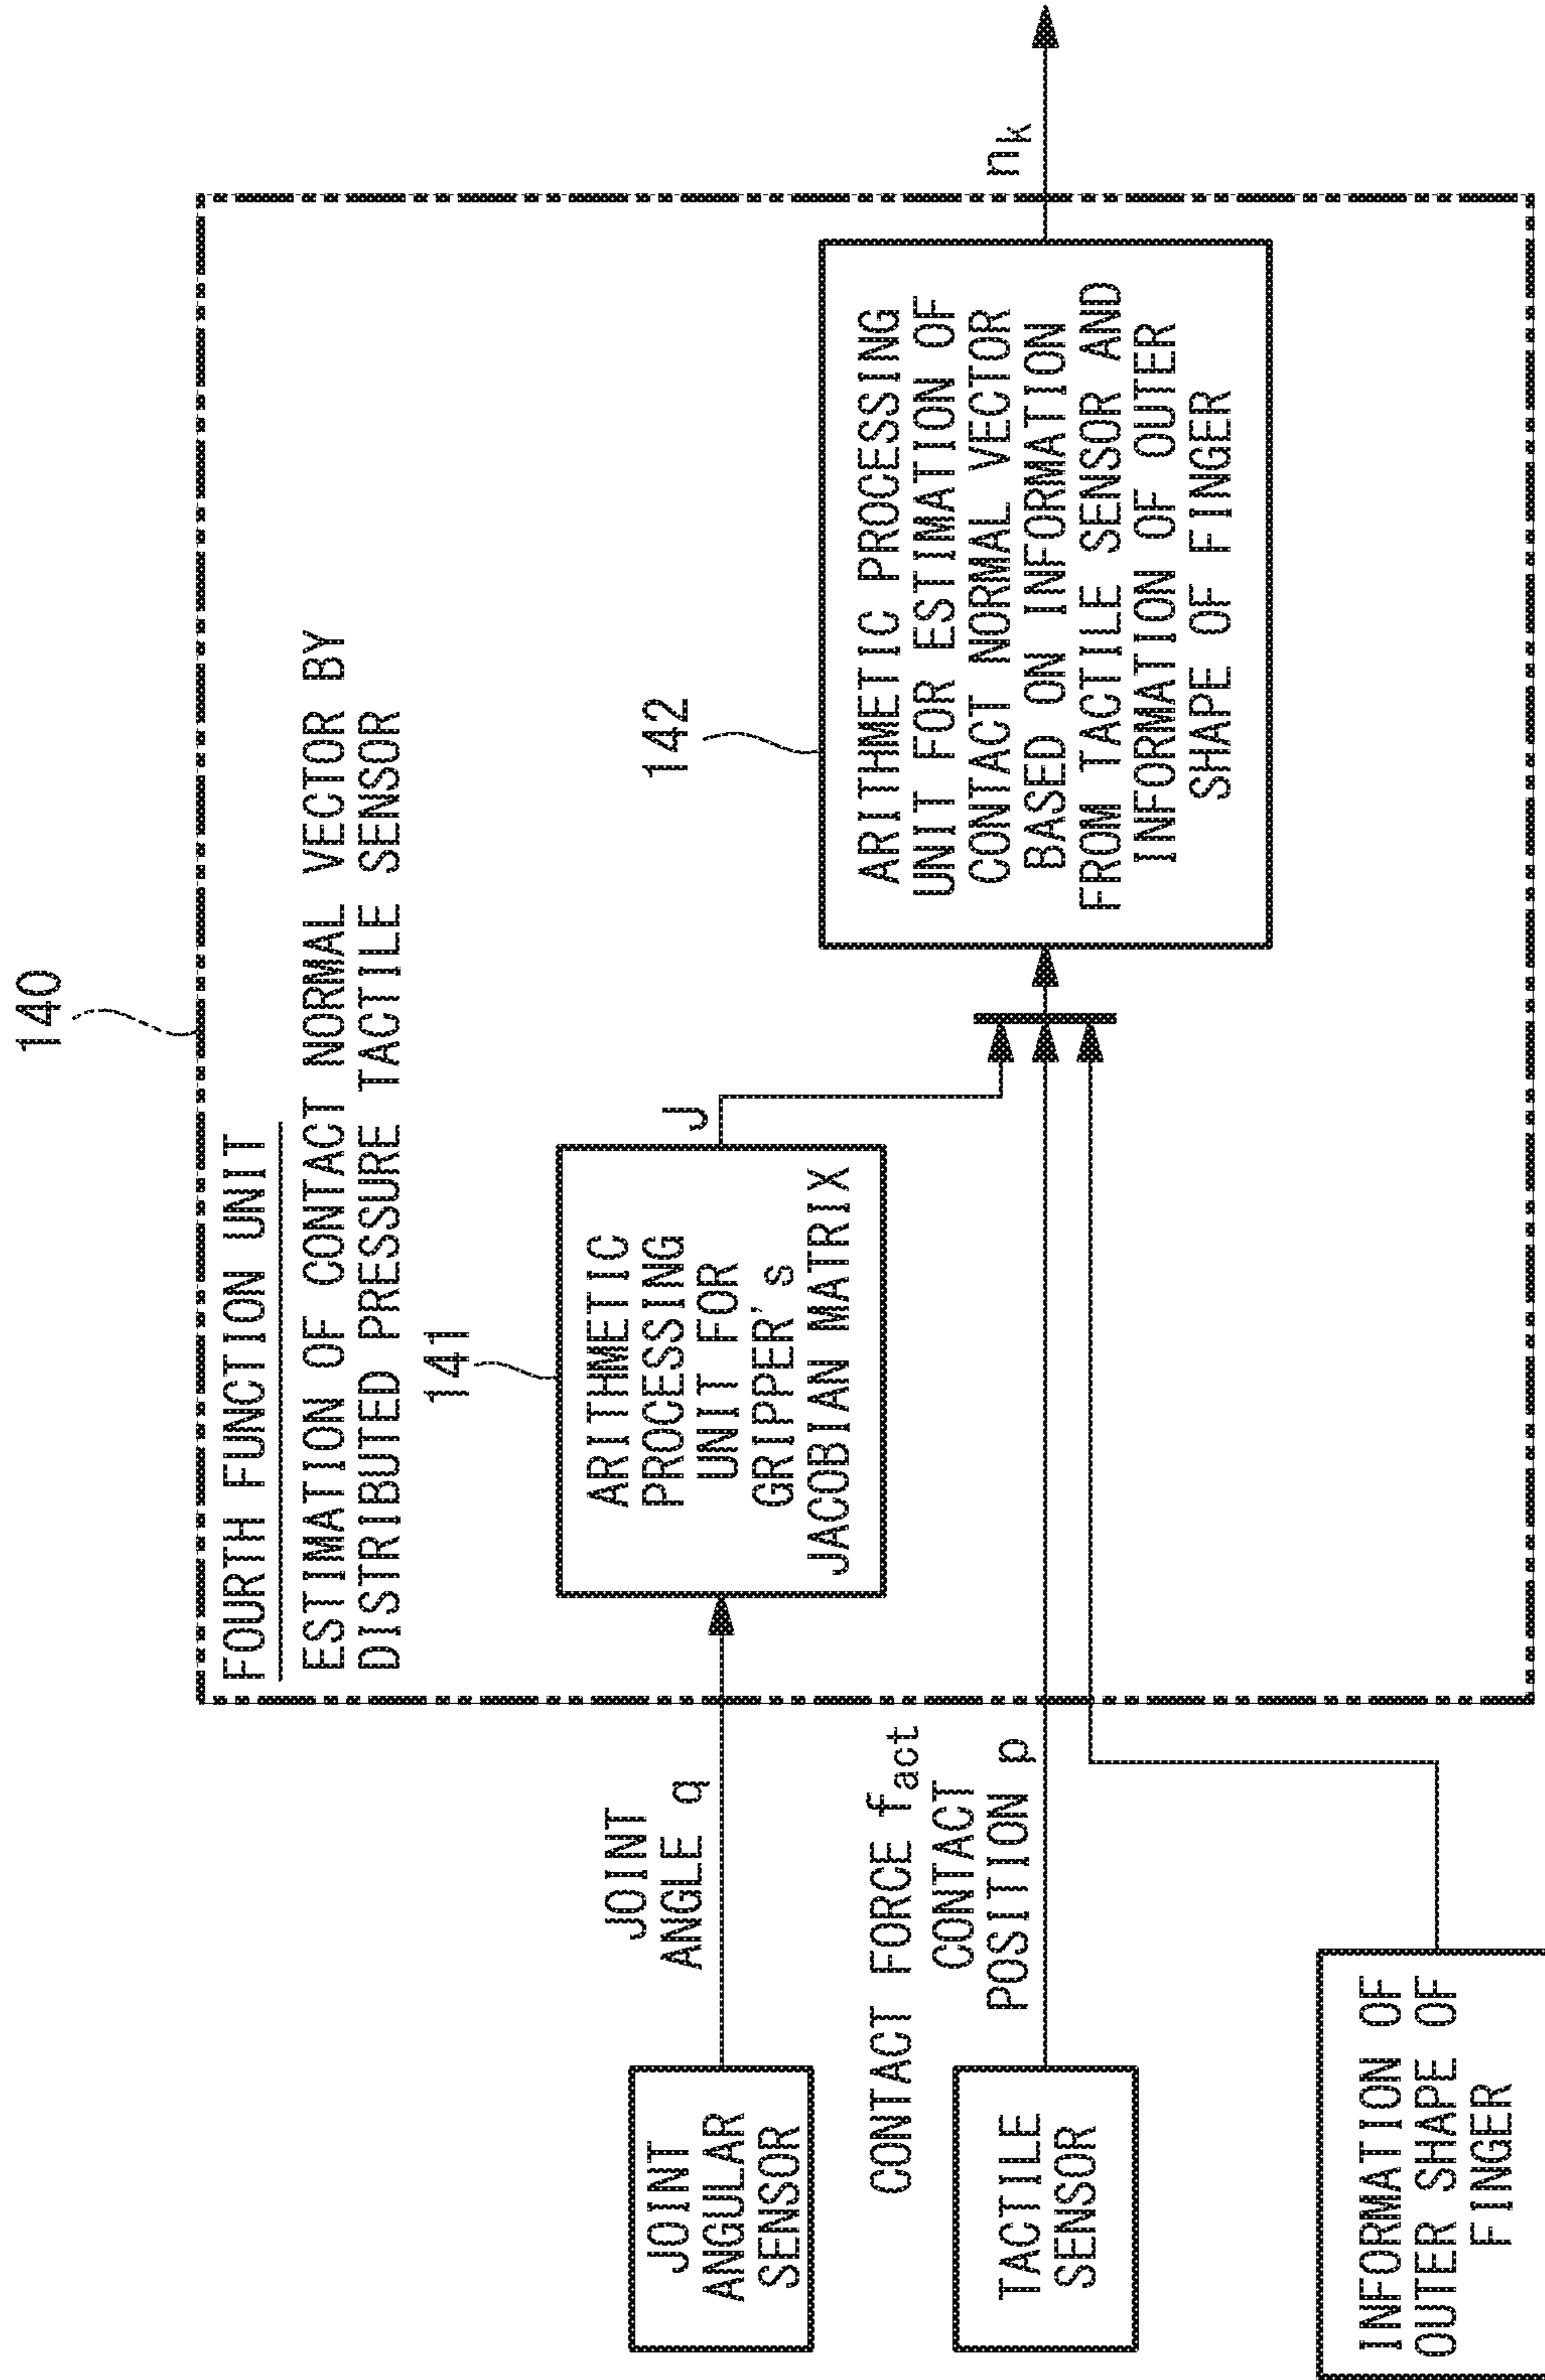 140
FOURTH FUNCTION UNIT
ESTIMATION OF CONTACT NORMAL VECTOR BY
DISTRIBUTED PRESSURE TACTILE SENSOR
JOINT
ANGULAR
SENSOR
JOINT
ANGLE q
141
ARITHMETIC
PROCESSING
UNIT FOR
GRIPPER's
JACOBIAN MATRIX
J
TACTILE
SENSOR
CONTACT FORCE fact
CONTACT
POSITION p
INFORMATION OF
OUTER SHAPE OF
FINGER
142
ARITHMETIC PROCESSING
UNIT FOR ESTIMATION OF
CONTACT NORMAL VECTOR
BASED ON INFORMATION
FROM TACTILE SENSOR AND
INFORMATION OF OUTER
SHAPE OF FINGER
nk